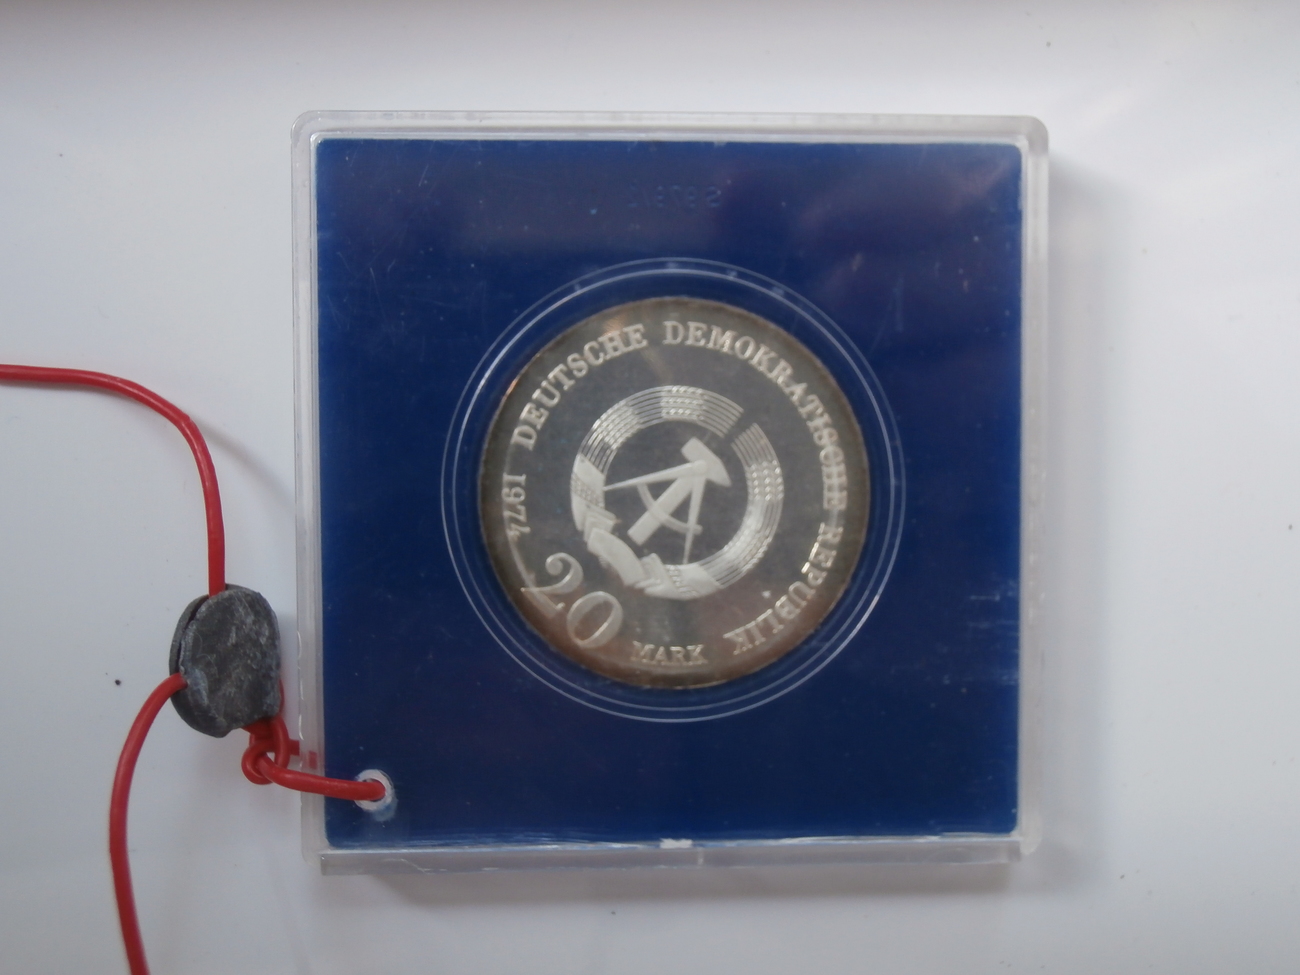 1974 DEUTSCHE DEMOKRATISCHE REPUBLIK
20 MARK